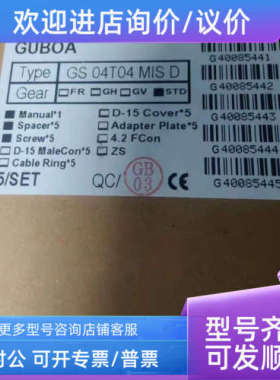 欢迎进店询价/议价
GUBOA
Type GS 04T04 MIS D
Gear FR GH GV STD
Manual*1
Spacer*5
Screw*5
D-15 MaleCon*5
Cable Ring*5
D-15 Cover*5
Adapter Plate*5
4.2 FCon
ZS
5/SET QC/ GB 03 CE
G40085441
G40085442
G40085443
G40085444
G40085445
更多型号咨询店铺客服
对公 可开专票/普票
型号齐
可发顺